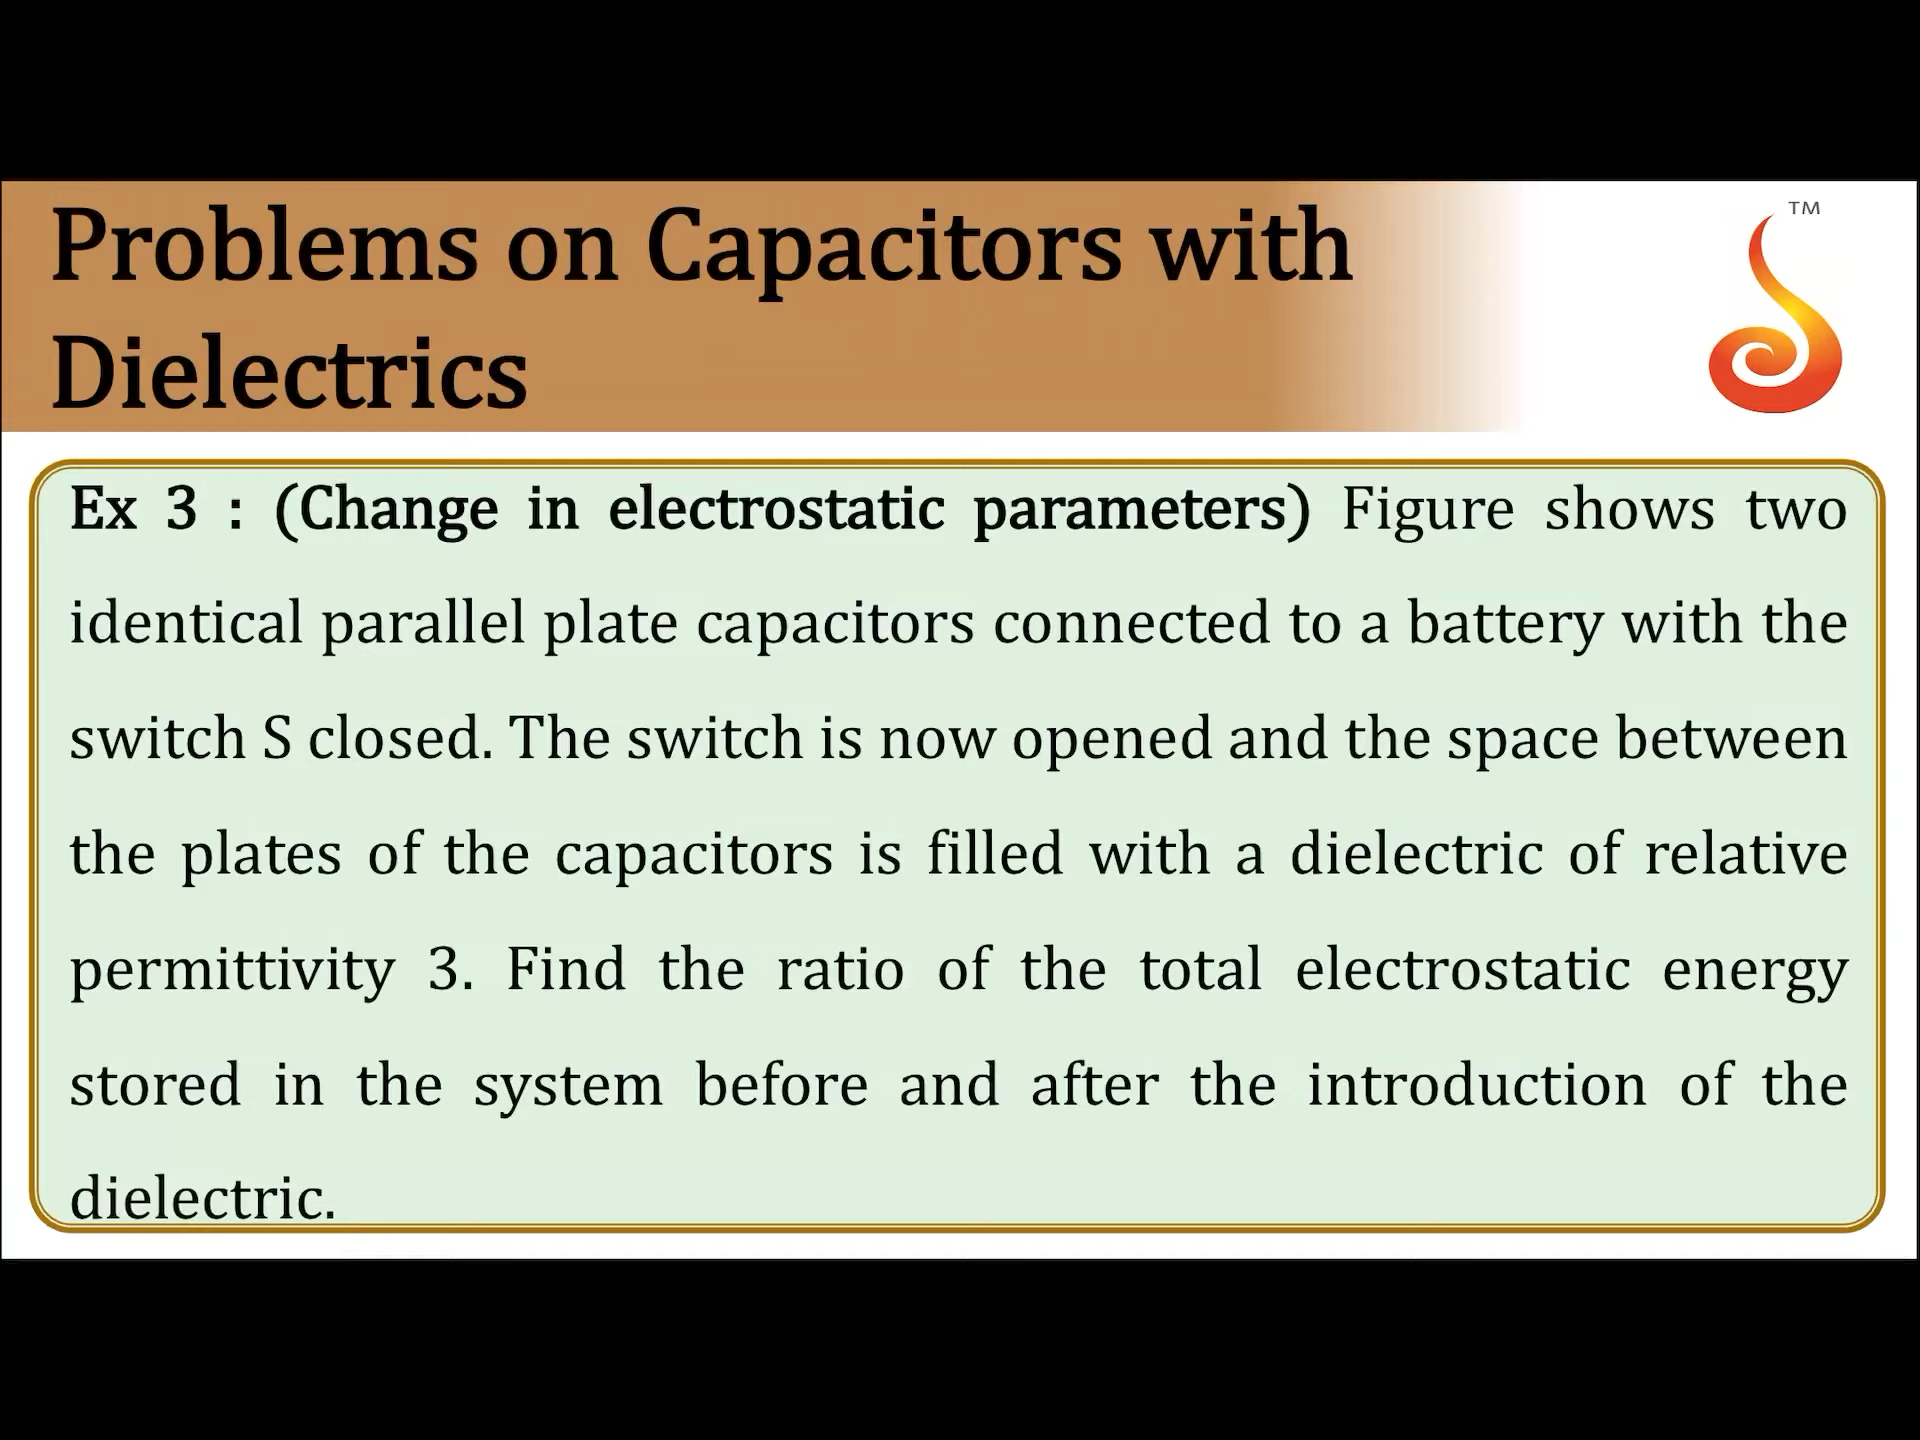 Problems on Capacitors with
Dielectrics
TM
Ex 3 : (Change in electrostatic parameters) Figure shows two
identical parallel plate capacitors connected to a battery with the
switch S closed. The switch is now opened and the space between
the plates of the capacitors is filled with a dielectric of relative
permittivity 3. Find the ratio of the total electrostatic energy
stored in the system before and after the introduction of the
dielectric.